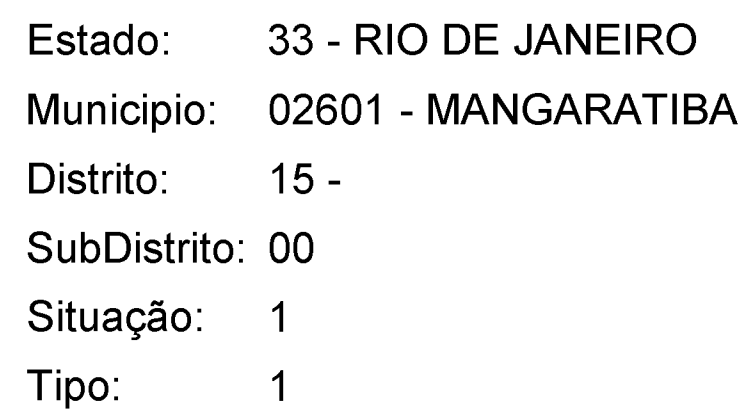 Estado: 33 - RIO DE JANEIRO
Municipio: 02601 - MANGARATIBA
Distrito: 15 -
SubDistrito: 00
Situação: 1
Tipo: 1